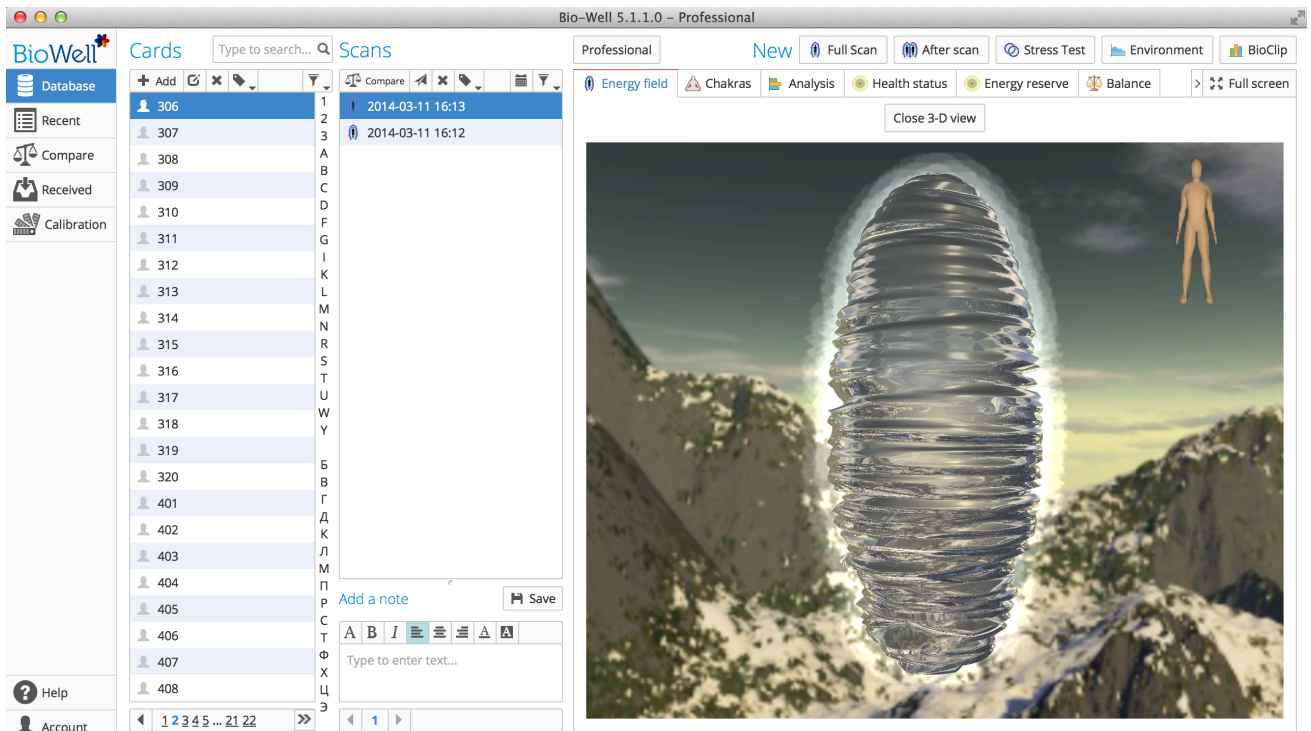 Bio-Well 5.1.1.0 – Professional
BioWell
Database
Recent
Compare
Received
Calibration
Help
Account
Cards
Type to search...
Add
306
307
308
309
310
311
312
313
314
315
316
317
318
319
320
401
402
403
404
405
406
407
408
1
2
3
A
B
C
D
F
G
I
K
L
M
N
R
S
T
U
W
Y
Б
В
Г
Д
К
Л
М
П
Р
С
Т
Ф
Х
Ц
Э
1 2 3 4 5 ... 21 22
Scans
Compare
2014-03-11 16:13
2014-03-11 16:12
Add a note
Save
A B I A A
Type to enter text...
1
Professional
New
Full Scan
After scan
Stress Test
Environment
BioClip
Energy field
Chakras
Analysis
Health status
Energy reserve
Balance
>
Full screen
Close 3-D view